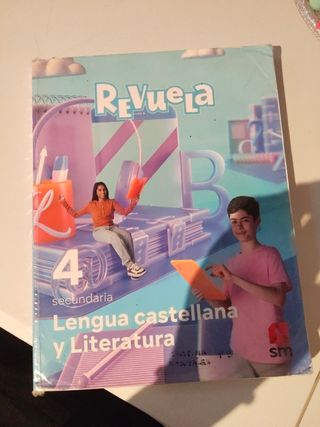 REVUELA
4
secundaria
Lengua castellana
y Literatura
sm